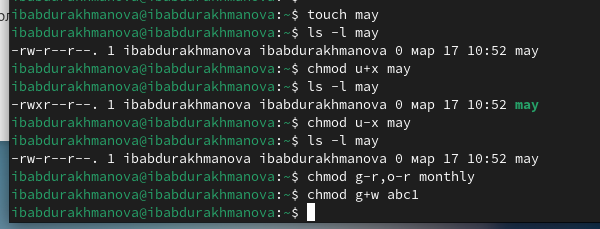 ibabdurakhmanova@ibabdurakhmanova:~$ touch may
ibabdurakhmanova@ibabdurakhmanova:~$ ls -l may
-rw-r--r--. 1 ibabdurakhmanova ibabdurakhmanova 0 мар 17 10:52 may
ibabdurakhmanova@ibabdurakhmanova:~$ chmod u+x may
ibabdurakhmanova@ibabdurakhmanova:~$ ls -l may
-rwxr--r--. 1 ibabdurakhmanova ibabdurakhmanova 0 мар 17 10:52 may
ibabdurakhmanova@ibabdurakhmanova:~$ chmod u-x may
ibabdurakhmanova@ibabdurakhmanova:~$ ls -l may
-rw-r--r--. 1 ibabdurakhmanova ibabdurakhmanova 0 мар 17 10:52 may
ibabdurakhmanova@ibabdurakhmanova:~$ chmod g-r,o-r monthly
ibabdurakhmanova@ibabdurakhmanova:~$ chmod g+w abc1
ibabdurakhmanova@ibabdurakhmanova:~$